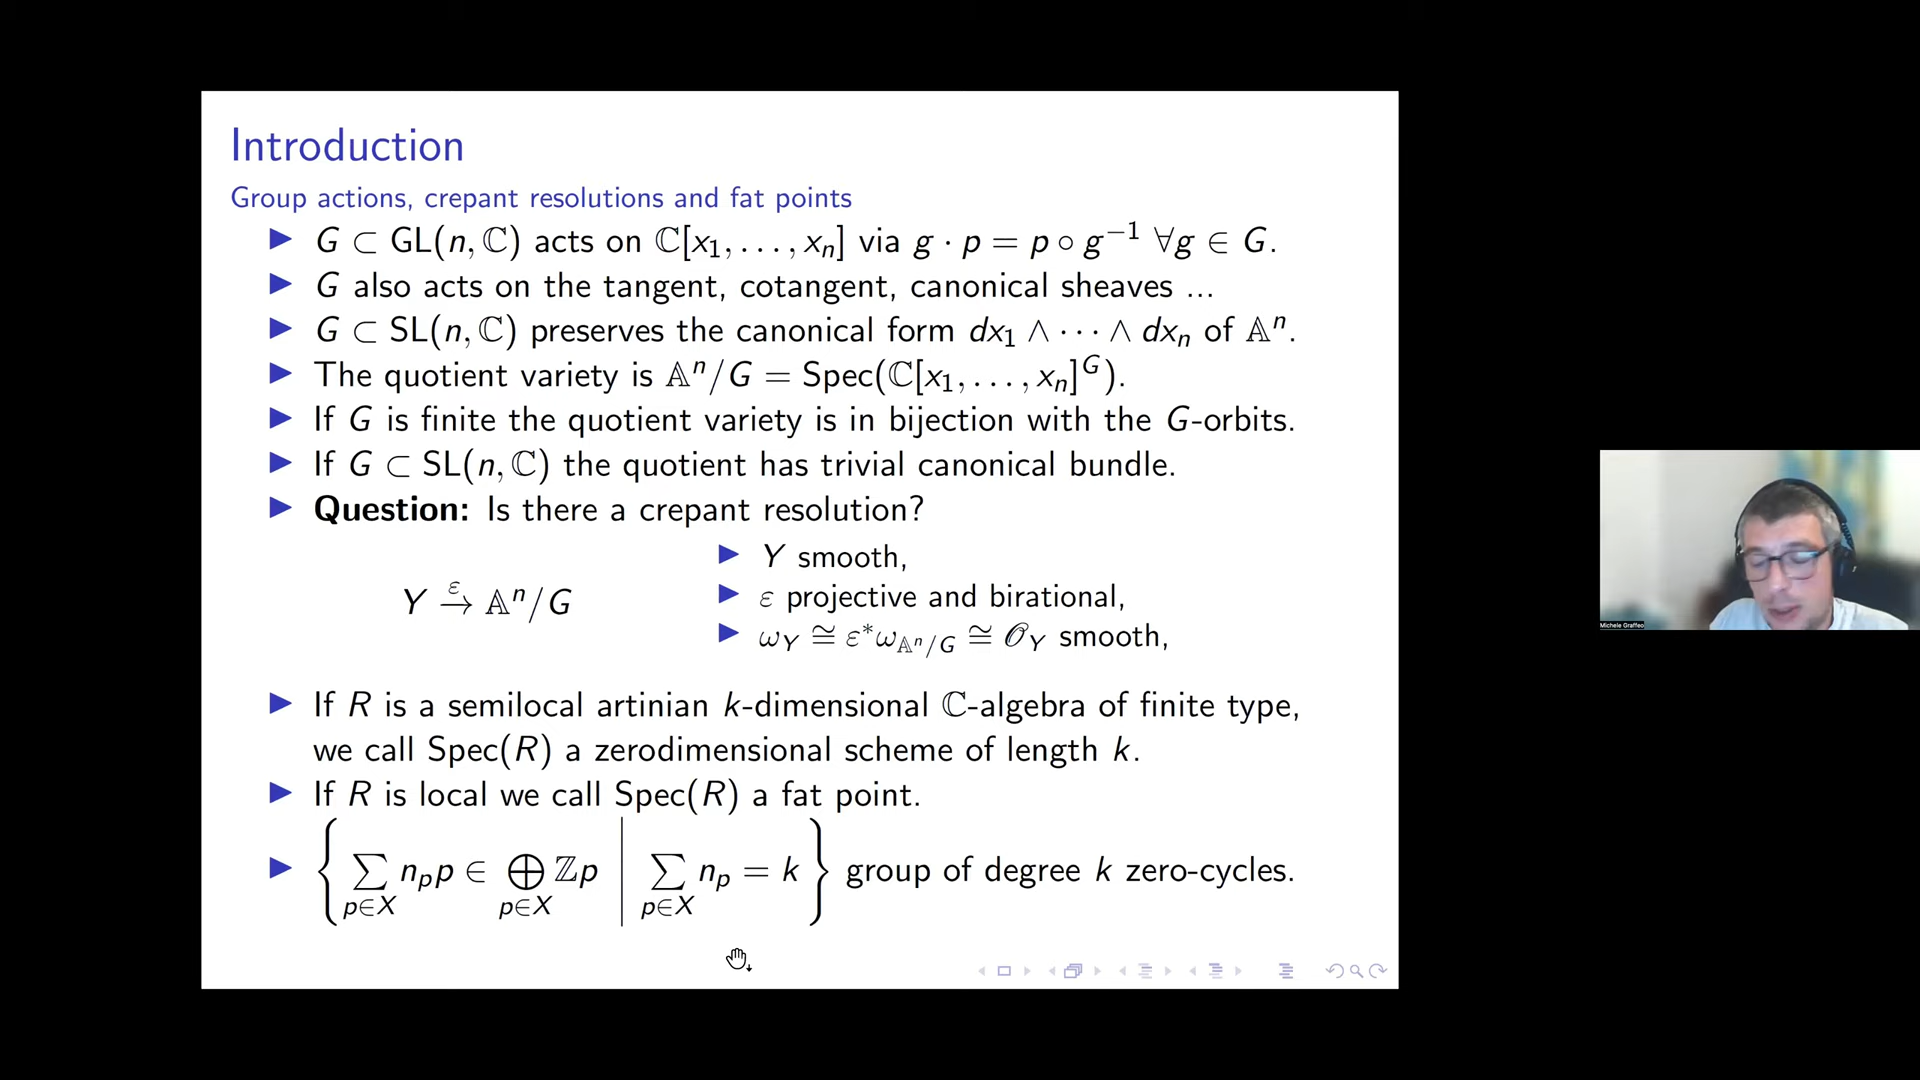 Introduction
Group actions, crepant resolutions and fat points
▶ G ⊂ GL(n, ℂ) acts on ℂ[x₁, . . . , xₙ] via g · p = p ∘ g⁻¹ ∀g ∈ G.
▶ G also acts on the tangent, cotangent, canonical sheaves ...
▶ G ⊂ SL(n, ℂ) preserves the canonical form dx₁ ∧ · · · ∧ dxₙ of 𝔸ⁿ.
▶ The quotient variety is 𝔸ⁿ/G = Spec(ℂ[x₁, . . . , xₙ]ᴳ).
▶ If G is finite the quotient variety is in bijection with the G-orbits.
▶ If G ⊂ SL(n, ℂ) the quotient has trivial canonical bundle.
▶ Question: Is there a crepant resolution?
Y →^ε 𝔸ⁿ/G
▶ Y smooth,
▶ ε projective and birational,
▶ ω_Y ≅ ε*ω_{𝔸ⁿ/G} ≅ 𝒪_Y smooth,
▶ If R is a semilocal artinian k-dimensional ℂ-algebra of finite type,
we call Spec(R) a zerodimensional scheme of length k.
▶ If R is local we call Spec(R) a fat point.
▶ { ∑_{p∈X} n_p p ∈ ⊕_{p∈X} ℤp | ∑_{p∈X} n_p = k } group of degree k zero-cycles.
Michele Graffeo